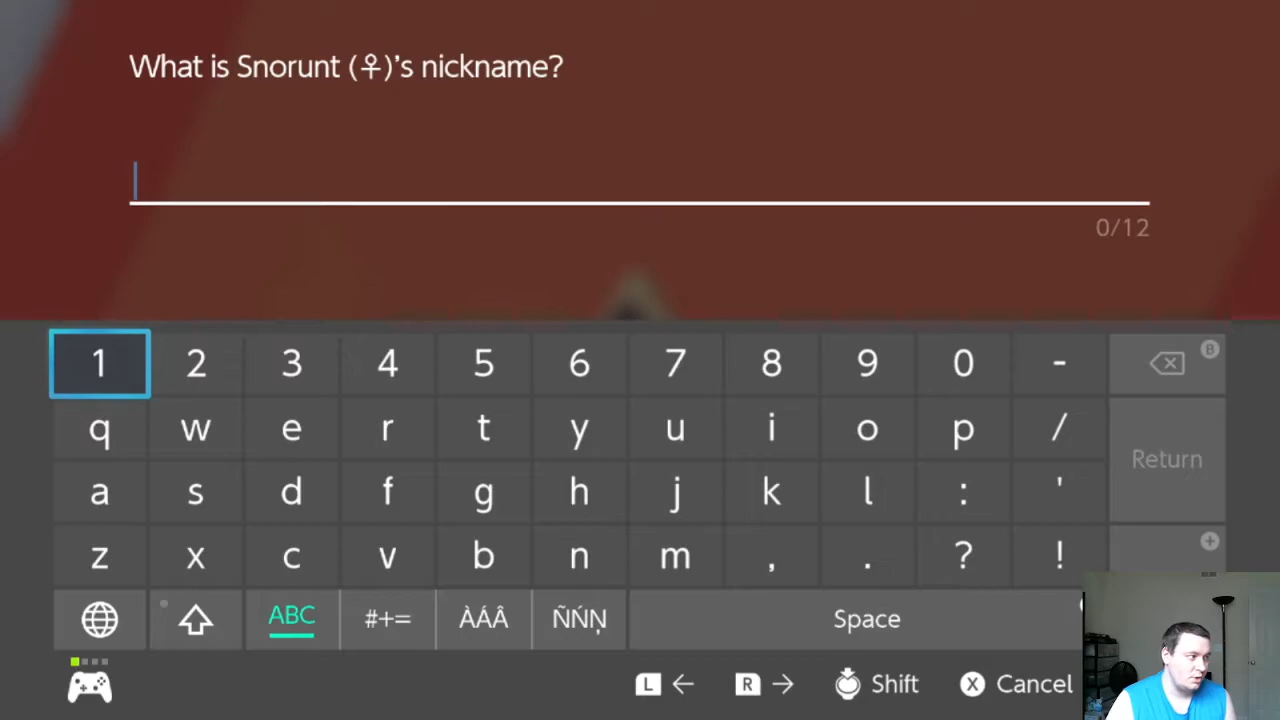 What is Snorunt (♀)'s nickname?
0/12
1 2 3 4 5 6 7 8 9 0 - B
q w e r t y u i o p / Return
a s d f g h j k l : '
z x c v b n m , . ? ! +
ABC #+= ÀÁÂ ÑŃŅ Space
L ← R → Shift X Cancel